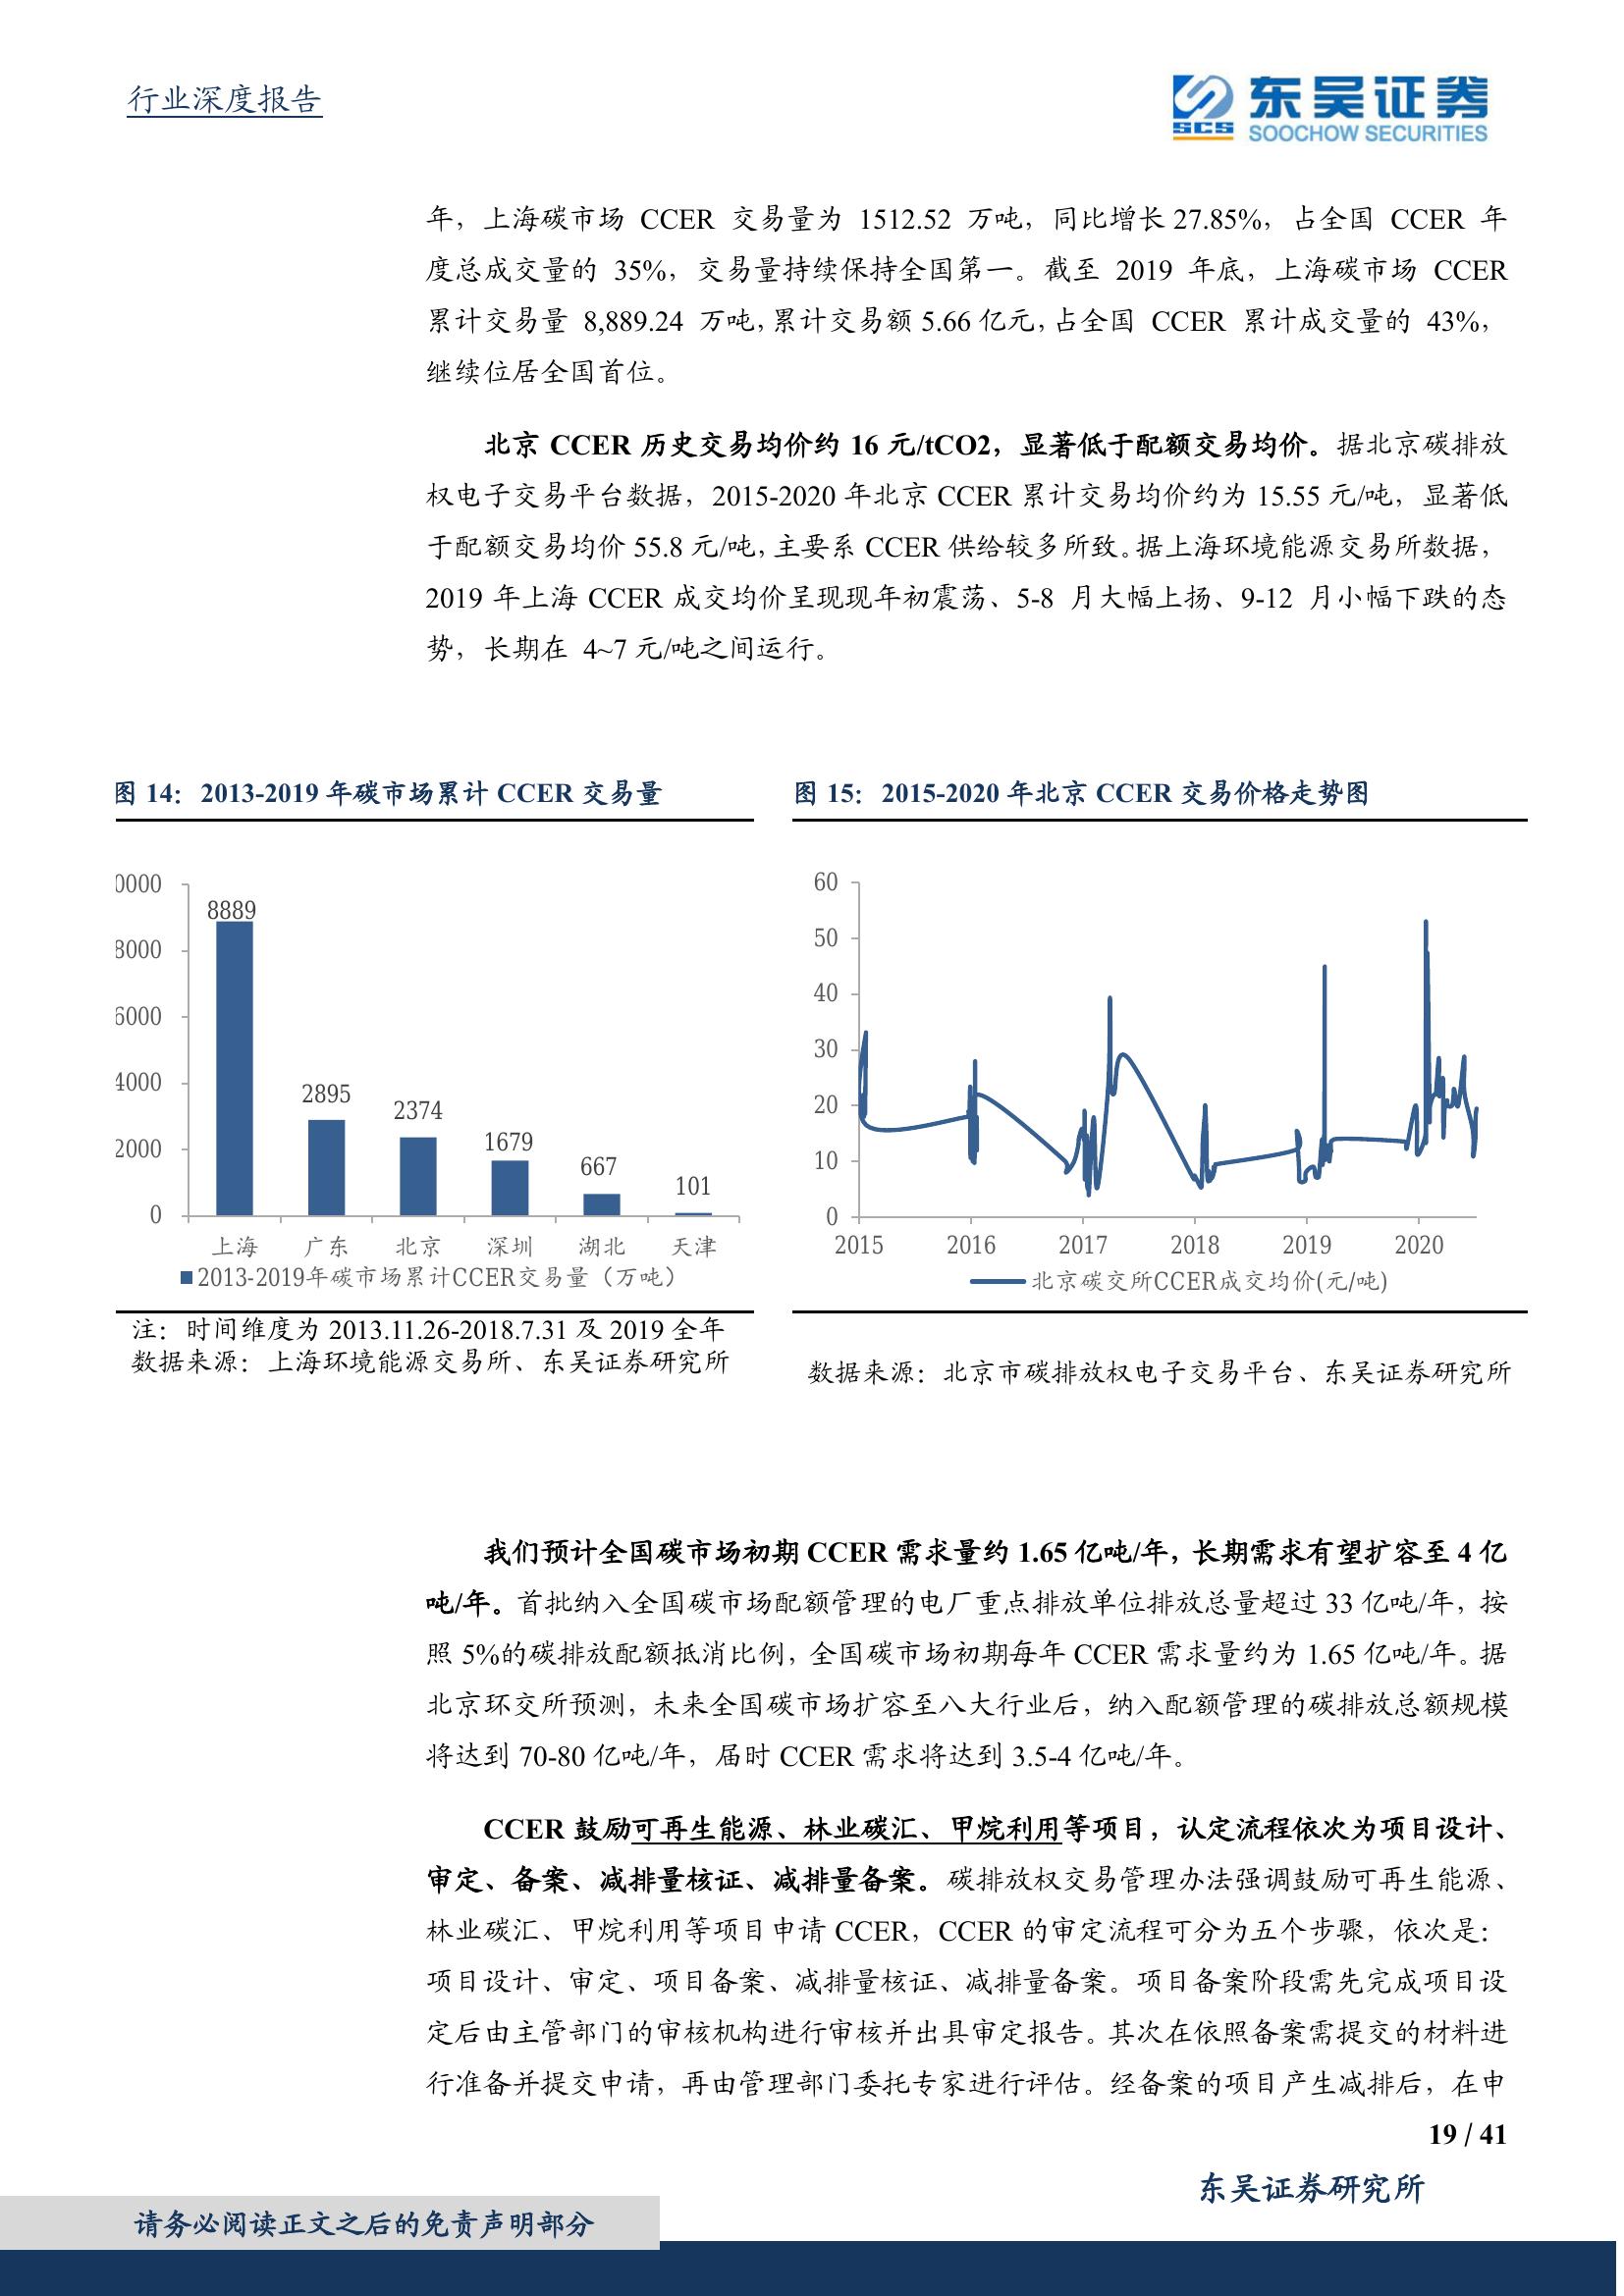 行业深度报告
东吴证券
SCS
SOOCHOW SECURITIES
年，上海碳市场 CCER 交易量为 1512.52 万吨，同比增长 27.85%，占全国 CCER 年
度总成交量的 35%，交易量持续保持全国第一。截至 2019 年底，上海碳市场 CCER
累计交易量 8,889.24 万吨，累计交易额 5.66 亿元，占全国 CCER 累计成交量的 43%，
继续位居全国首位。
北京 CCER 历史交易均价约 16 元/tCO2，显著低于配额交易均价。据北京碳排放
权电子交易平台数据，2015-2020 年北京 CCER 累计交易均价约为 15.55 元/吨，显著低
于配额交易均价 55.8 元/吨，主要系 CCER 供给较多所致。据上海环境能源交易所数据，
2019 年上海 CCER 成交均价呈现现年初震荡、5-8 月大幅上扬、9-12 月小幅下跌的态
势，长期在 4~7 元/吨之间运行。
图 14：2013-2019 年碳市场累计 CCER 交易量
0000
8000
6000
4000
2000
0
8889
2895
2374
1679
667
101
上海 广东 北京 深圳 湖北 天津
2013-2019年碳市场累计CCER交易量（万吨）
注：时间维度为 2013.11.26-2018.7.31 及 2019 全年
数据来源：上海环境能源交易所、东吴证券研究所
图 15：2015-2020 年北京 CCER 交易价格走势图
60
50
40
30
20
10
0
2015 2016 2017 2018 2019 2020
北京碳交所CCER成交均价(元/吨)
数据来源：北京市碳排放权电子交易平台、东吴证券研究所
我们预计全国碳市场初期 CCER 需求量约 1.65 亿吨/年，长期需求有望扩容至 4 亿
吨/年。首批纳入全国碳市场配额管理的电厂重点排放单位排放总量超过 33 亿吨/年，按
照 5%的碳排放配额抵消比例，全国碳市场初期每年 CCER 需求量约为 1.65 亿吨/年。据
北京环交所预测，未来全国碳市场扩容至八大行业后，纳入配额管理的碳排放总额规模
将达到 70-80 亿吨/年，届时 CCER 需求将达到 3.5-4 亿吨/年。
CCER 鼓励可再生能源、林业碳汇、甲烷利用等项目，认定流程依次为项目设计、
审定、备案、减排量核证、减排量备案。碳排放权交易管理办法强调鼓励可再生能源、
林业碳汇、甲烷利用等项目申请 CCER，CCER 的审定流程可分为五个步骤，依次是：
项目设计、审定、项目备案、减排量核证、减排量备案。项目备案阶段需先完成项目设
定后由主管部门的审核机构进行审核并出具审定报告。其次在依照备案需提交的材料进
行准备并提交申请，再由管理部门委托专家进行评估。经备案的项目产生减排后，在申
19 / 41
东吴证券研究所
请务必阅读正文之后的免责声明部分